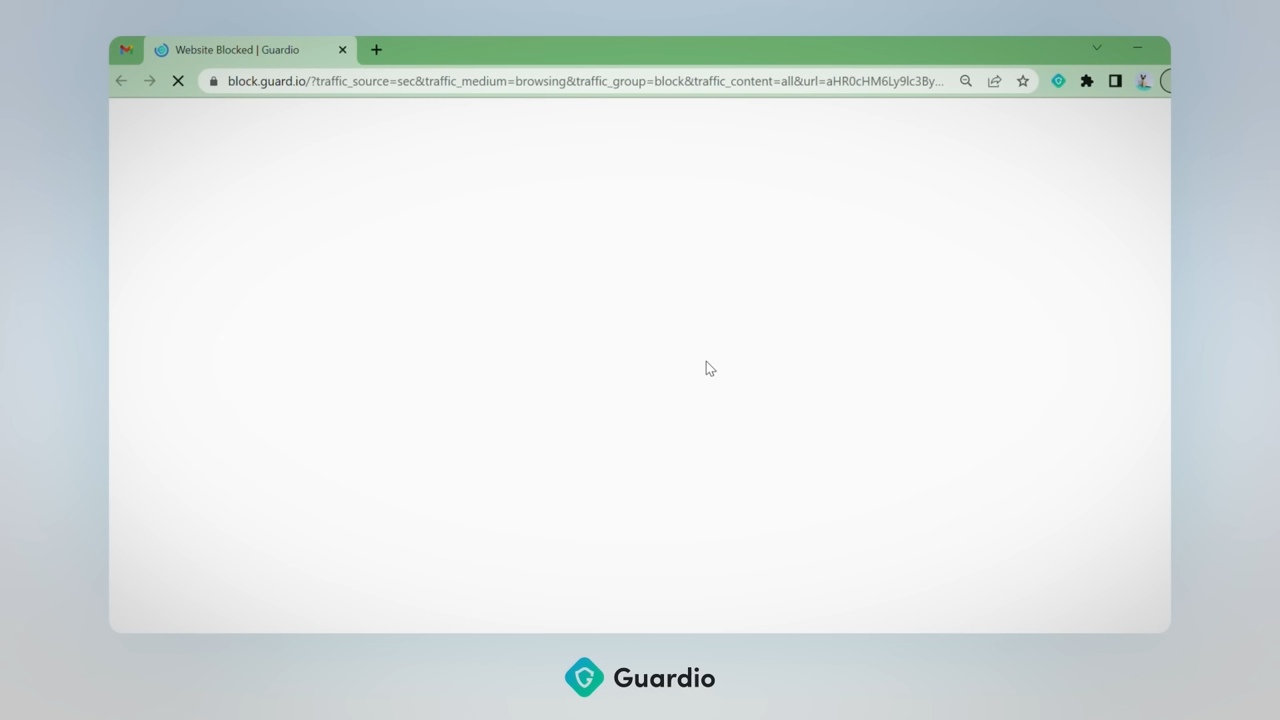 Website Blocked | Guardio
block.guard.io/?traffic_source=sec&traffic_medium=browsing&traffic_group=block&traffic_content=all&url=aHR0cHM6Ly9lc3By...
Guardio